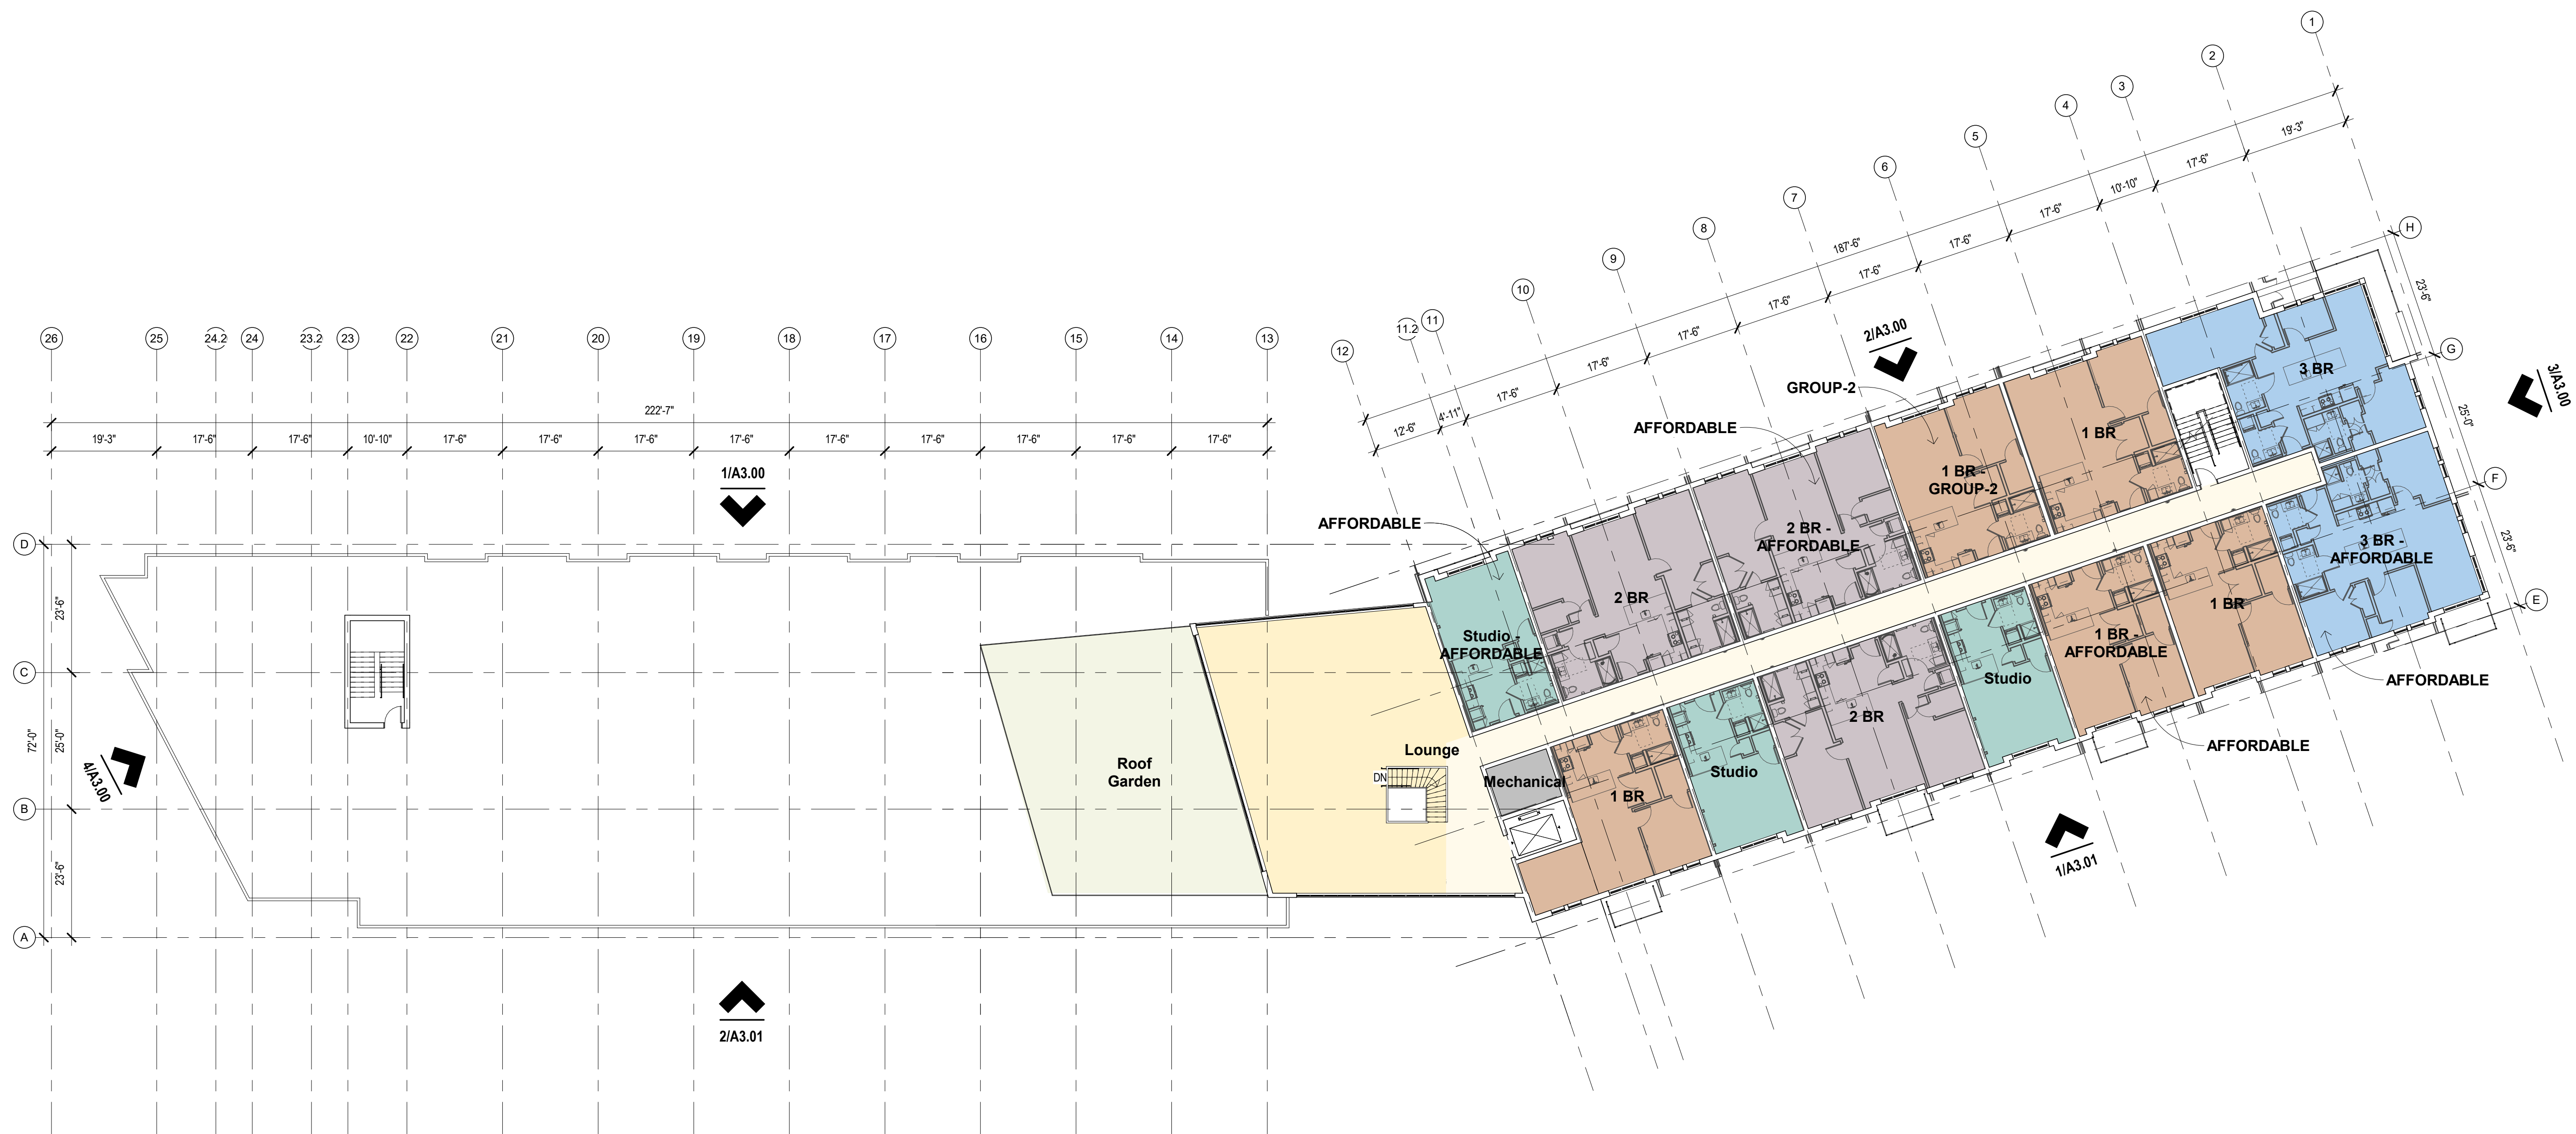 1
2
3
4
5
6
7
8
9
10
11
11.2
12
19'-3"
17'-6"
10'-10"
17'-6"
17'-6"
187'-6"
17'-6"
17'-6"
17'-6"
17'-6"
17'-6"
4'-11"
12'-6"
H
23'-6"
G
25'-0"
F
23'-6"
E
26
25
24.2
24
23.2
23
22
21
20
19
18
17
16
15
14
13
222'-7"
19'-3"
17'-6"
17'-6"
10'-10"
17'-6"
17'-6"
17'-6"
17'-6"
17'-6"
17'-6"
17'-6"
17'-6"
17'-6"
1/A3.00
2/A3.00
3/A3.00
GROUP-2
AFFORDABLE
AFFORDABLE
3 BR
1 BR
1 BR -
GROUP-2
2 BR -
AFFORDABLE
2 BR
Studio -
AFFORDABLE
3 BR -
AFFORDABLE
1 BR
1 BR -
AFFORDABLE
Studio
2 BR
Studio
1 BR
AFFORDABLE
AFFORDABLE
Mechanical
Lounge
DN
Roof
Garden
D
23'-6"
C
72'-0"
25'-0"
B
23'-6"
A
4/A3.00
1/A3.01
2/A3.01